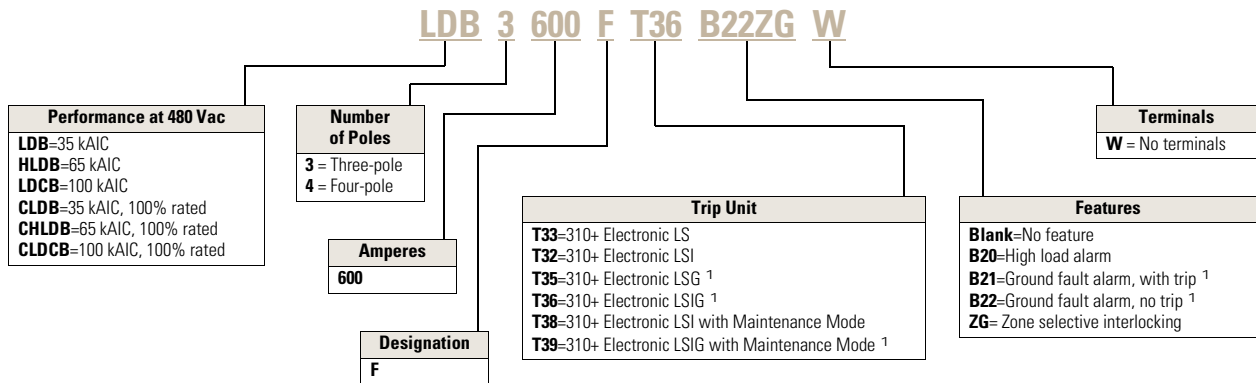 LDB 3 600 F T36 B22ZG W
Performance at 480 Vac
LDB=35 kAIC
HLDB=65 kAIC
LDCB=100 kAIC
CLDB=35 kAIC, 100% rated
CHLDB=65 kAIC, 100% rated
CLDCB=100 kAIC, 100% rated
Number
of Poles
3 = Three-pole
4 = Four-pole
Amperes
600
Designation
F
Trip Unit
T33=310+ Electronic LS
T32=310+ Electronic LSI
T35=310+ Electronic LSG 1
T36=310+ Electronic LSIG 1
T38=310+ Electronic LSI with Maintenance Mode
T39=310+ Electronic LSIG with Maintenance Mode 1
Features
Blank=No feature
B20=High load alarm
B21=Ground fault alarm, with trip 1
B22=Ground fault alarm, no trip 1
ZG= Zone selective interlocking
Terminals
W = No terminals